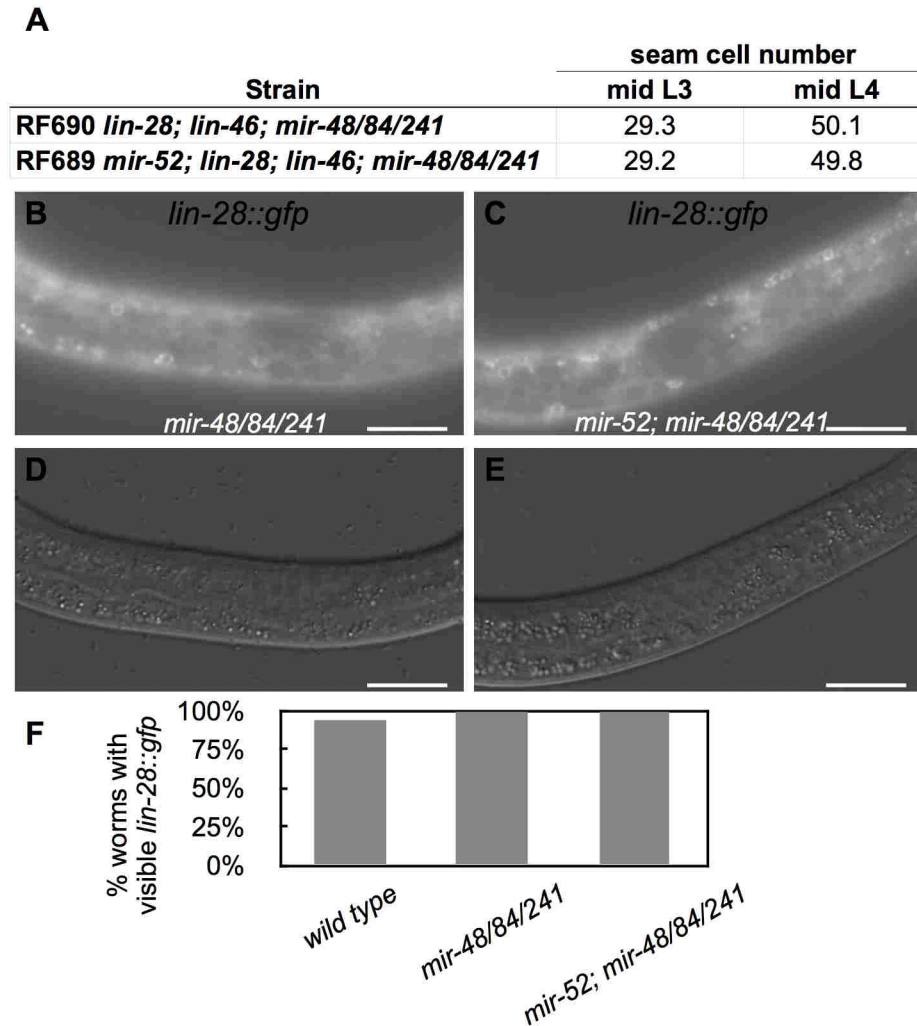 A
seam cell number
Strain mid L3 mid L4
RF690 lin-28; lin-46; mir-48/84/241 29.3 50.1
RF689 mir-52; lin-28; lin-46; mir-48/84/241 29.2 49.8
B lin-28::gfp
mir-48/84/241
C lin-28::gfp
mir-52; mir-48/84/241
D
E
F
% worms with
visible lin-28::gfp
100%
75%
50%
25%
0%
wild type
mir-48/84/241
mir-52; mir-48/84/241